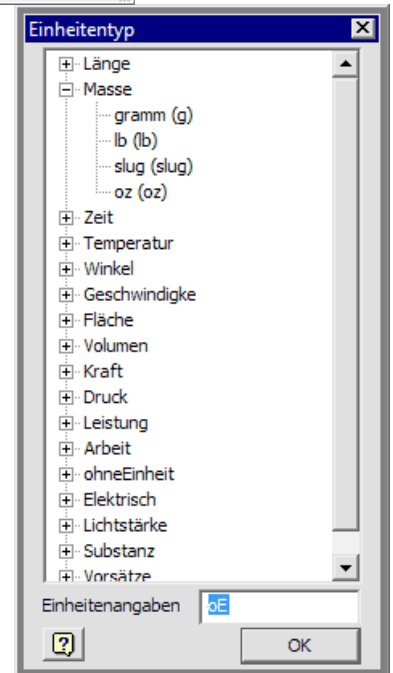 Einheitentyp
Länge
Masse
gramm (g)
lb (lb)
slug (slug)
oz (oz)
Zeit
Temperatur
Winkel
Geschwindigke
Fläche
Volumen
Kraft
Druck
Leistung
Arbeit
ohneEinheit
Elektrisch
Lichtstärke
Substanz
Vorsätze
Einheitenangaben oE
OK